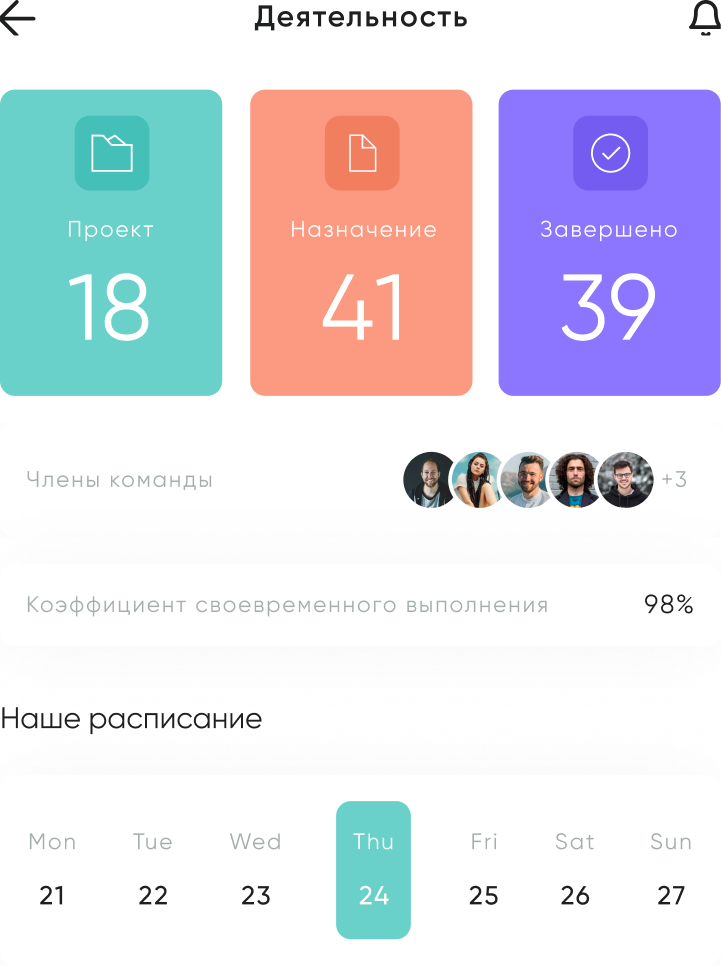 Деятельность
Проект
Назначение
Завершено
18
41
39
Члены команды
+3
Коэффициент своевременного выполнения
98%
Наше расписание
Mon Tue Wed Thu Fri Sat Sun
21 22 23 24 25 26 27